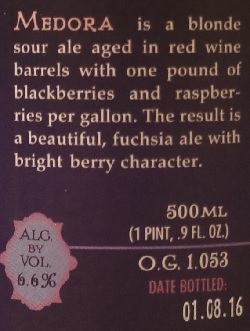 MEDORA is a blonde
sour ale aged in red wine
barrels with one pound of
blackberries and raspber-
ries per gallon. The result is
a beautiful, fuchsia ale with
bright berry character.
500ML
(1 PINT, .9 FL. OZ.)
ALC.
BY
VOL.
6.6%
O.G. 1.053
DATE BOTTLED:
01.08.16